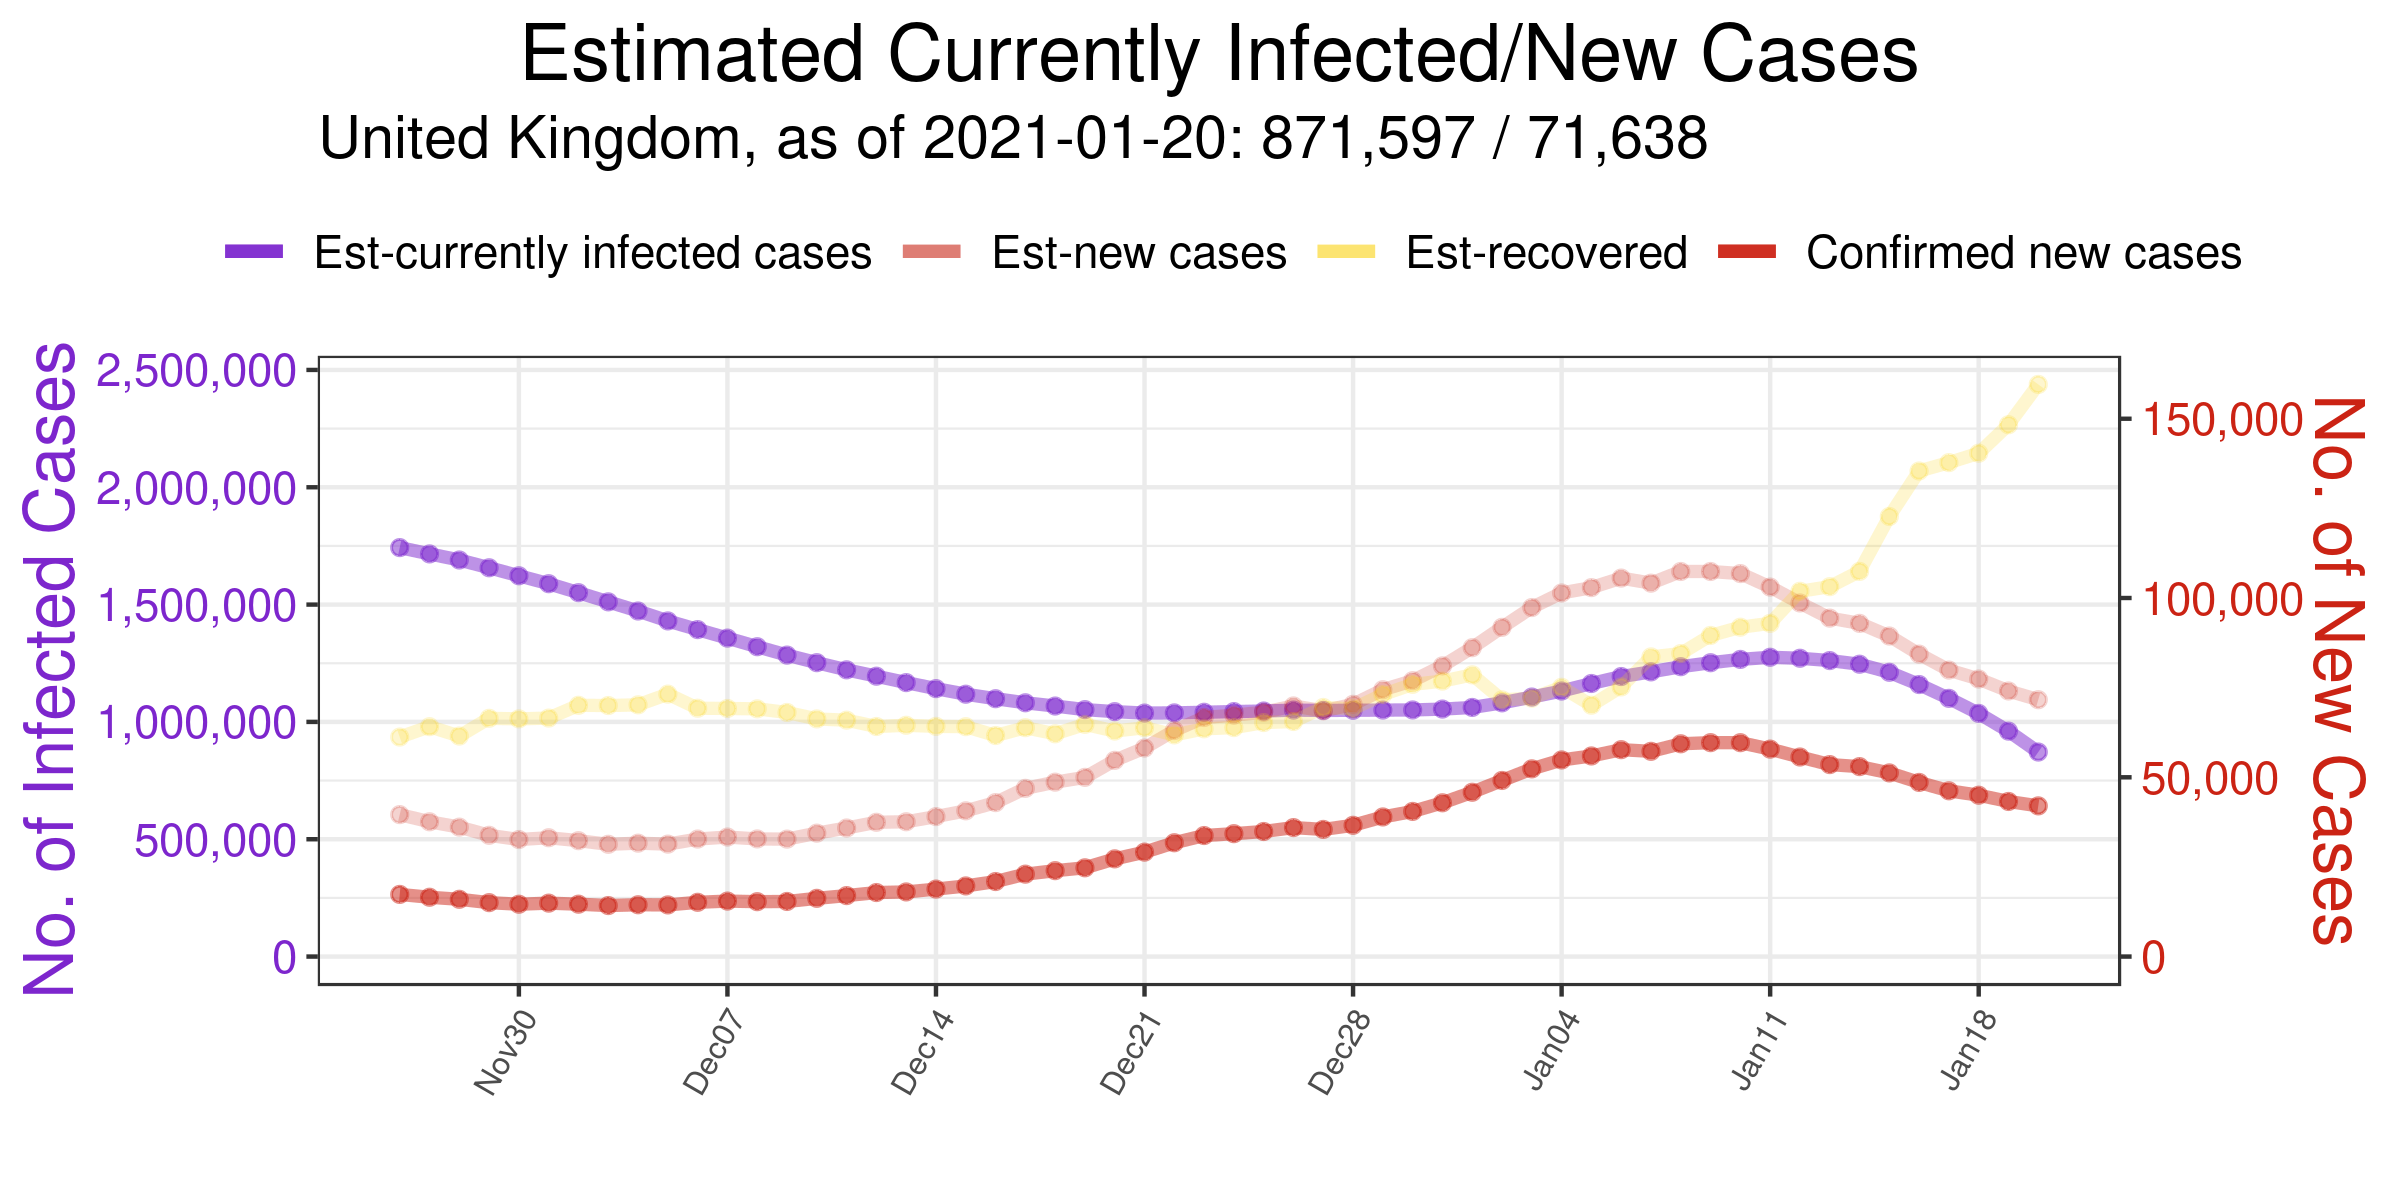 Estimated Currently Infected/New Cases
United Kingdom, as of 2021-01-20: 871,597 / 71,638
Est-currently infected cases Est-new cases Est-recovered Confirmed new cases
No. of Infected Cases
2,500,000
2,000,000
1,500,000
1,000,000
500,000
0
150,000
100,000
50,000
0
No. of New Cases
Nov30 Dec07 Dec14 Dec21 Dec28 Jan04 Jan11 Jan18